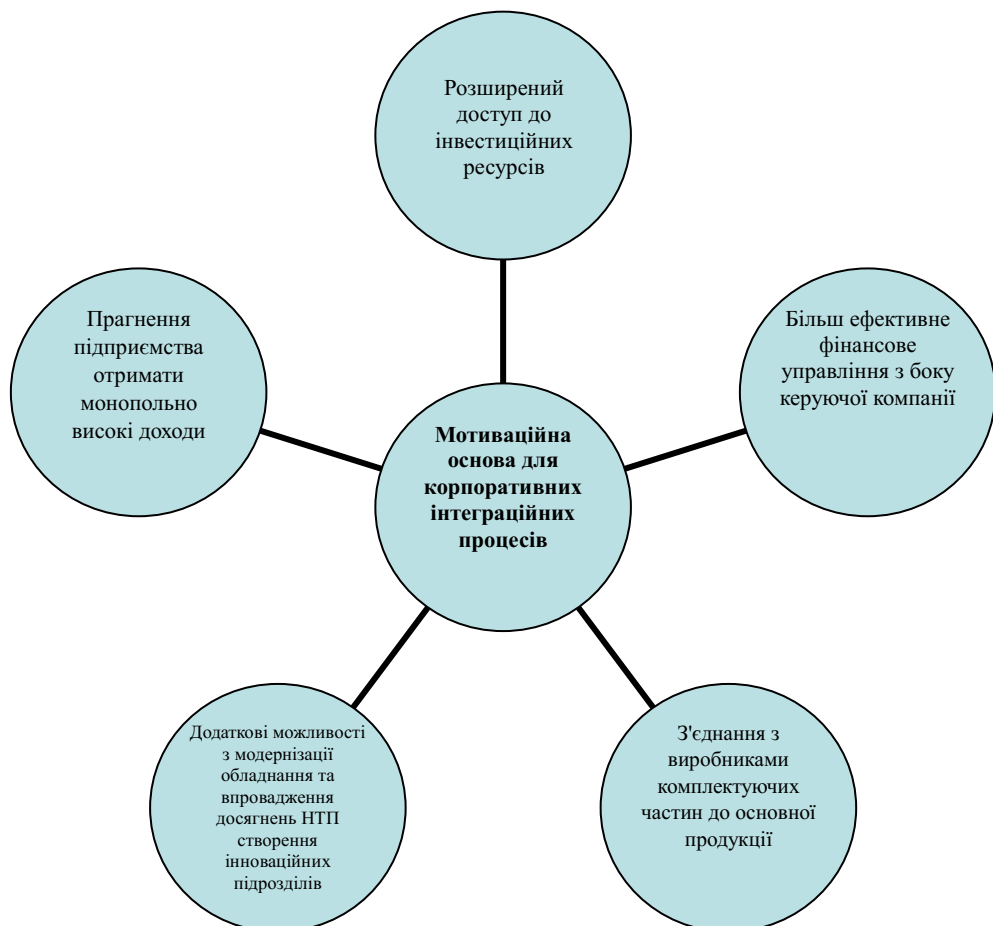 Розширений
доступ до
інвестиційних
ресурсів
Прагнення
підприємства
отримати
монопольно
високі доходи
Більш ефективне
фінансове
управління з боку
керуючої компанії
Мотиваційна
основа для
корпоративних
інтеграційних
процесів
Додаткові можливості
з модернізації
обладнання та
впровадження
досягнень НТП
створення
інноваційних
підрозділів
З'єднання з
виробниками
комплектуючих
частин до основної
продукції